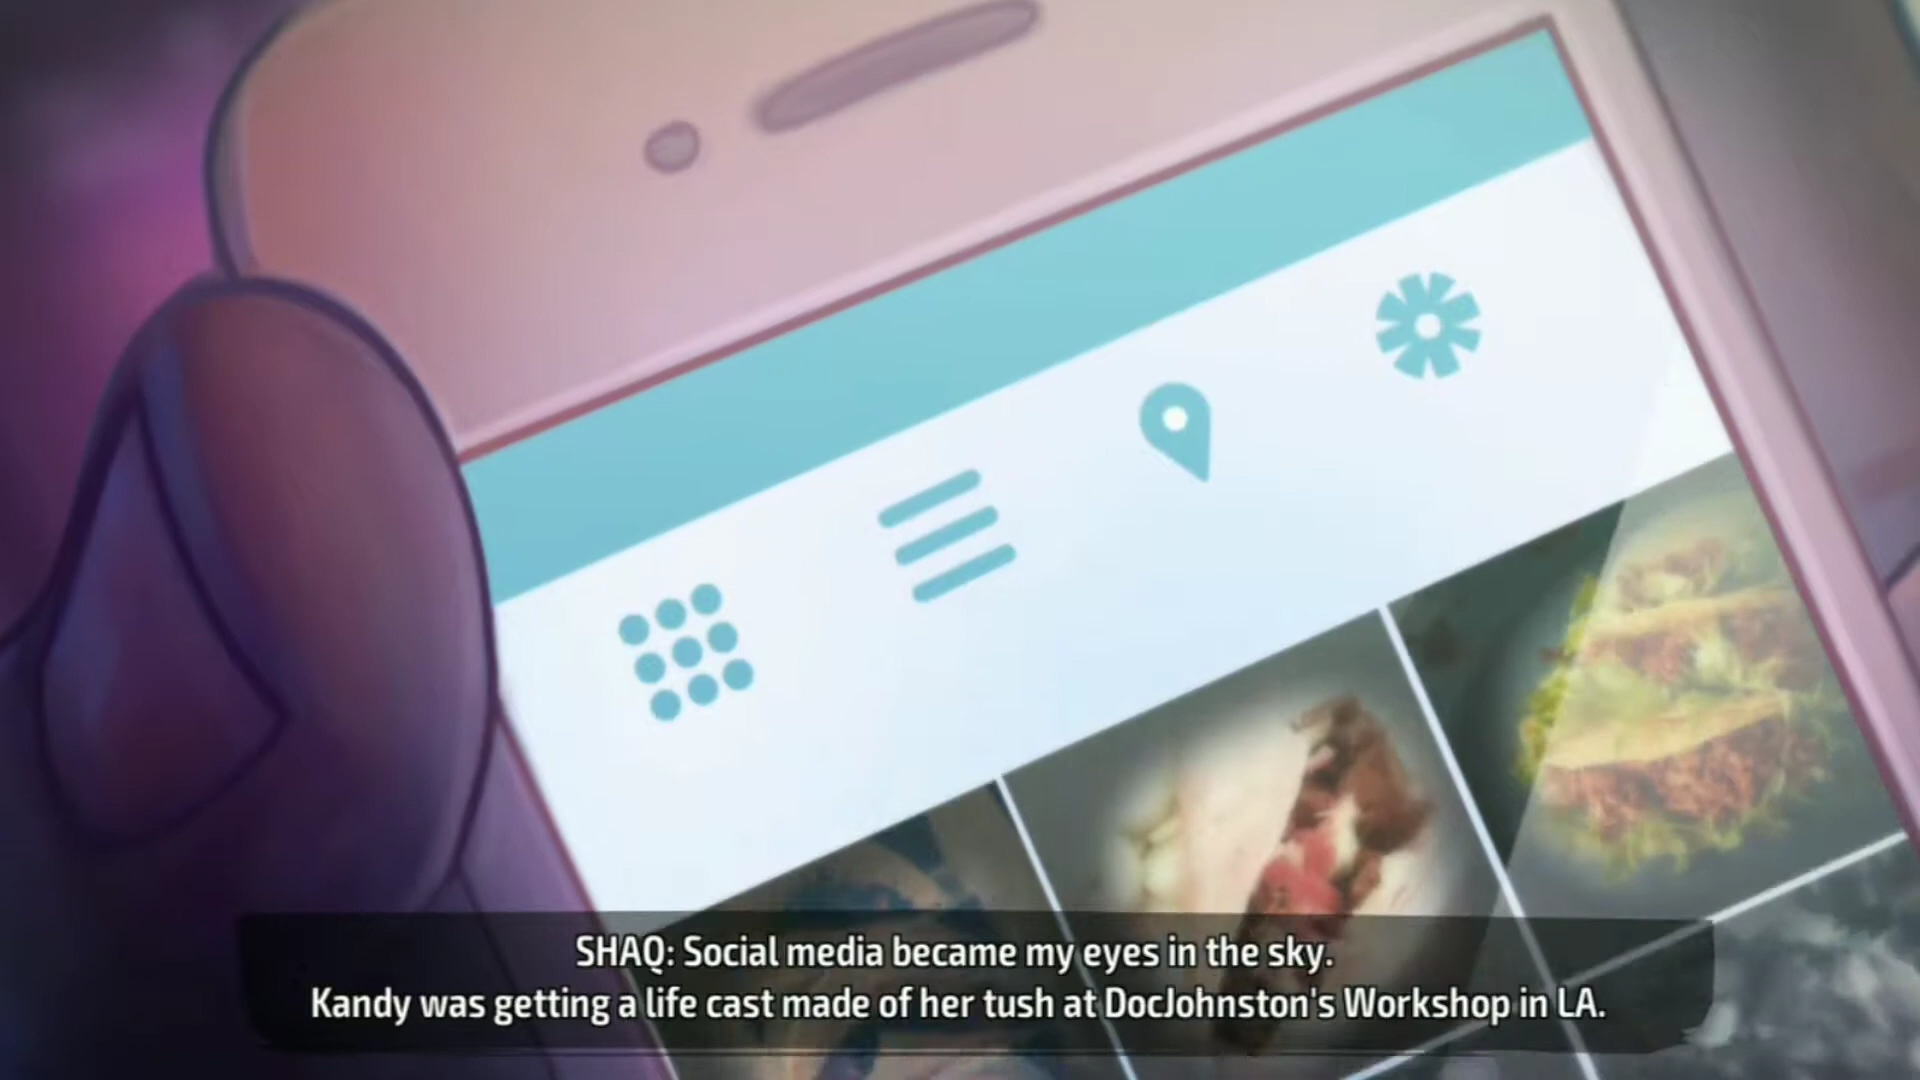 SHAQ: Social media became my eyes in the sky.
Kandy was getting a life cast made of her tush at DocJohnston's Workshop in LA.